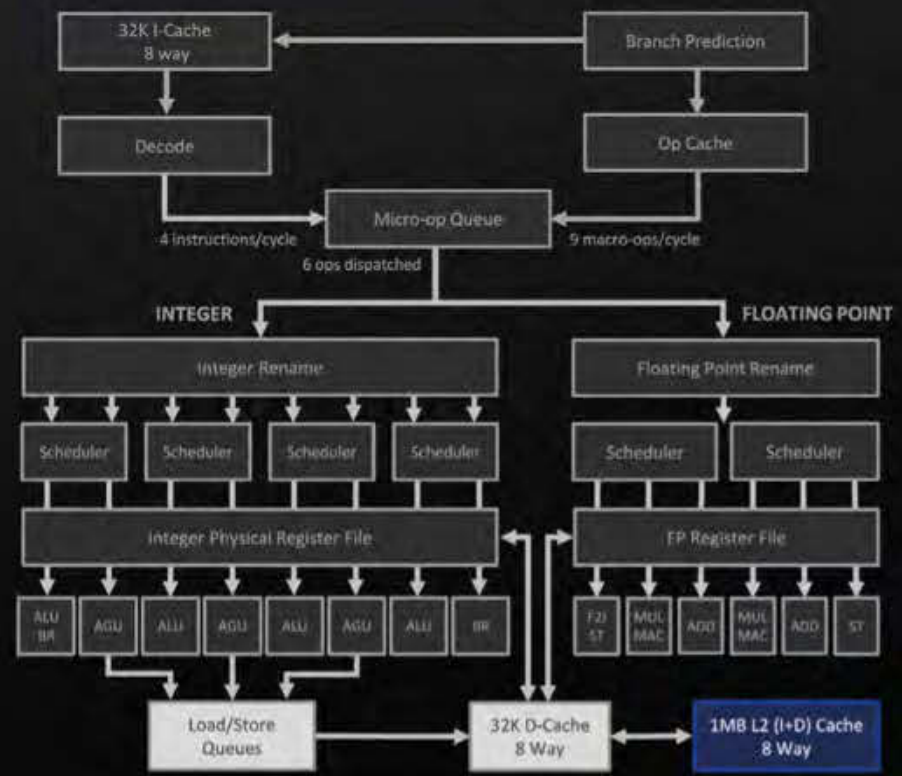 32K I-Cache
8 way
Branch Prediction
Decode
Op Cache
Micro-op Queue
4 instructions/cycle
9 macro-ops/cycle
6 ops dispatched
INTEGER
FLOATING POINT
Integer Rename
Floating Point Rename
Scheduler
Scheduler
Scheduler
Scheduler
Scheduler
Scheduler
Integer Physical Register File
FP Register File
ALU
BR
AGU
ALU
AGU
ALU
AGU
ALU
BR
F2I
ST
MUL
MAC
ADD
MUL
MAC
ADD
ST
Load/Store
Queues
32K D-Cache
8 Way
1MB L2 (I+D) Cache
8 Way